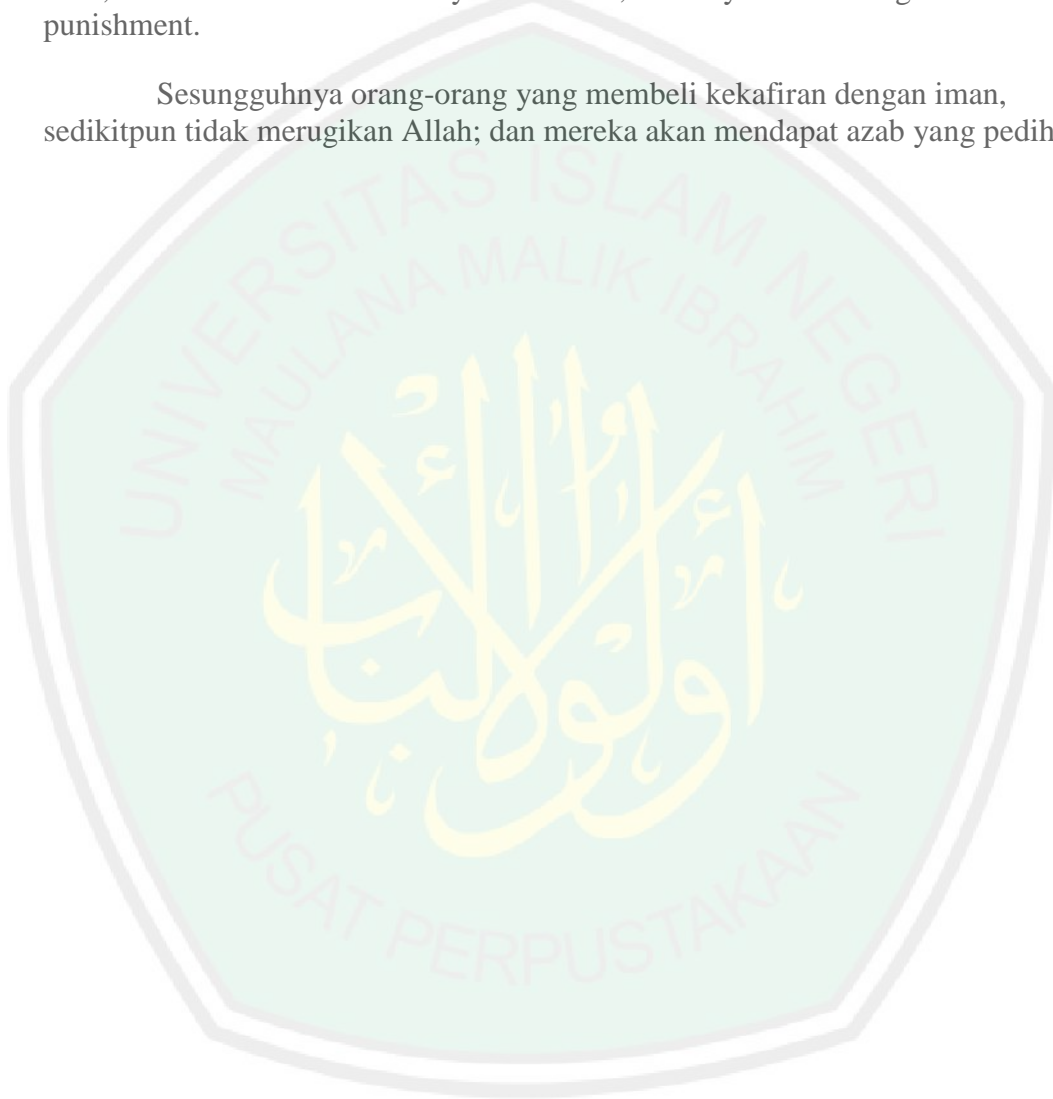 punishment.
Sesungguhnya orang-orang yang membeli kekafiran dengan iman,
sedikitpun tidak merugikan Allah; dan mereka akan mendapat azab yang pedih
UNIVERSITAS ISLAM NEGERI
MAULANA MALIK IBRAHIM
أولوا الألباب
PUSAT PERPUSTAKAAN